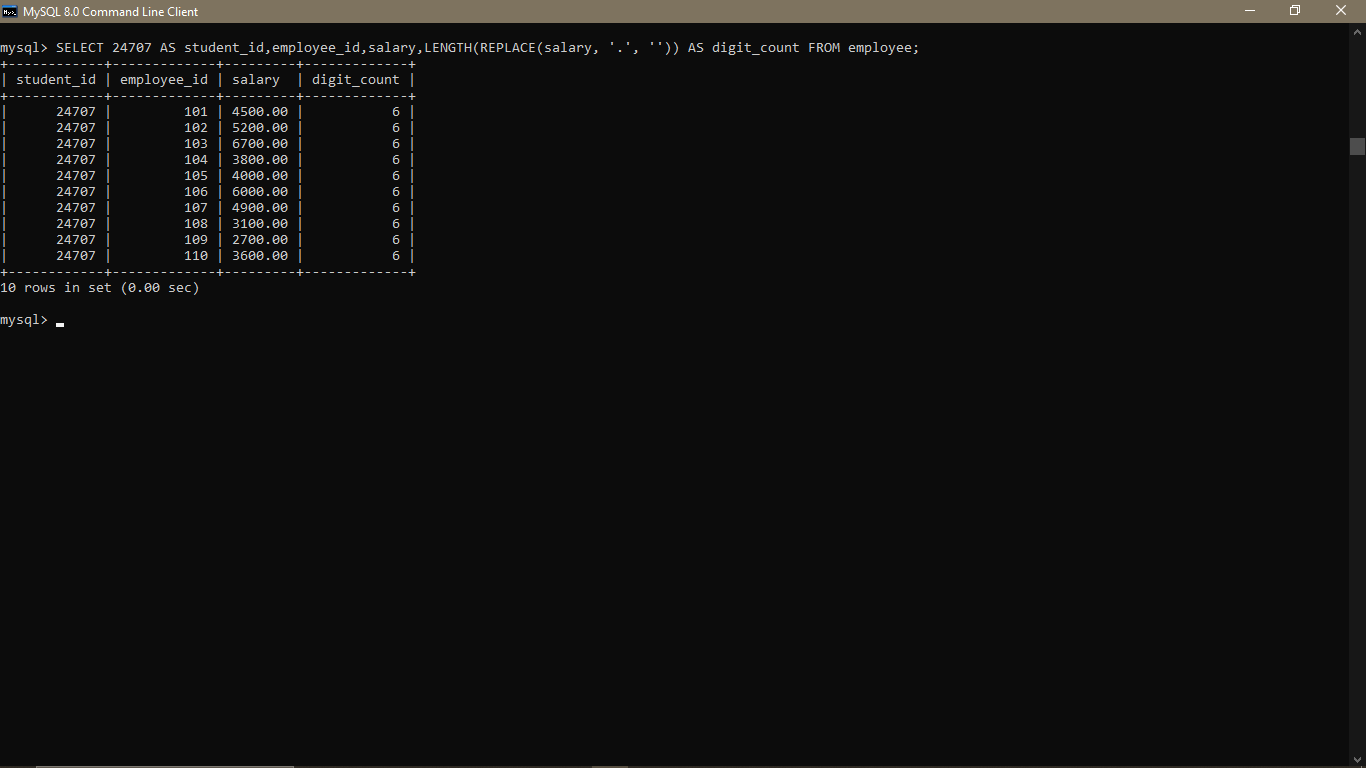 MySQL 8.0 Command Line Client
mysql> SELECT 24707 AS student_id,employee_id,salary,LENGTH(REPLACE(salary, '.', '')) AS digit_count FROM employee;
+------------+-------------+---------+-------------+
| student_id | employee_id | salary  | digit_count |
+------------+-------------+---------+-------------+
|      24707 |         101 | 4500.00 |           6 |
|      24707 |         102 | 5200.00 |           6 |
|      24707 |         103 | 6700.00 |           6 |
|      24707 |         104 | 3800.00 |           6 |
|      24707 |         105 | 4000.00 |           6 |
|      24707 |         106 | 6000.00 |           6 |
|      24707 |         107 | 4900.00 |           6 |
|      24707 |         108 | 3100.00 |           6 |
|      24707 |         109 | 2700.00 |           6 |
|      24707 |         110 | 3600.00 |           6 |
+------------+-------------+---------+-------------+
10 rows in set (0.00 sec)
mysql>